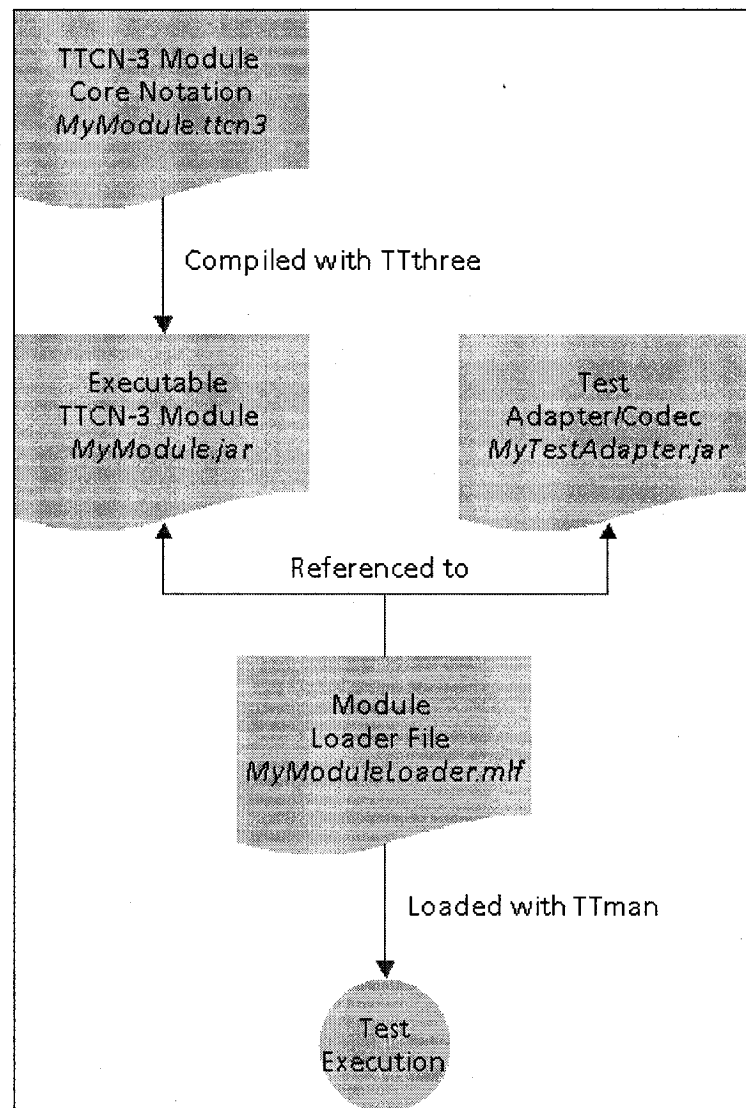 TTCN-3 Module
Core Notation
MyModule.ttcn3
Compiled with TTthree
Executable
TTCN-3 Module
MyModule.jar
Test
Adapter/Codec
MyTestAdapter.jar
Referenced to
Module
Loader File
MyModuleLoader.mlf
Loaded with TTman
Test
Execution